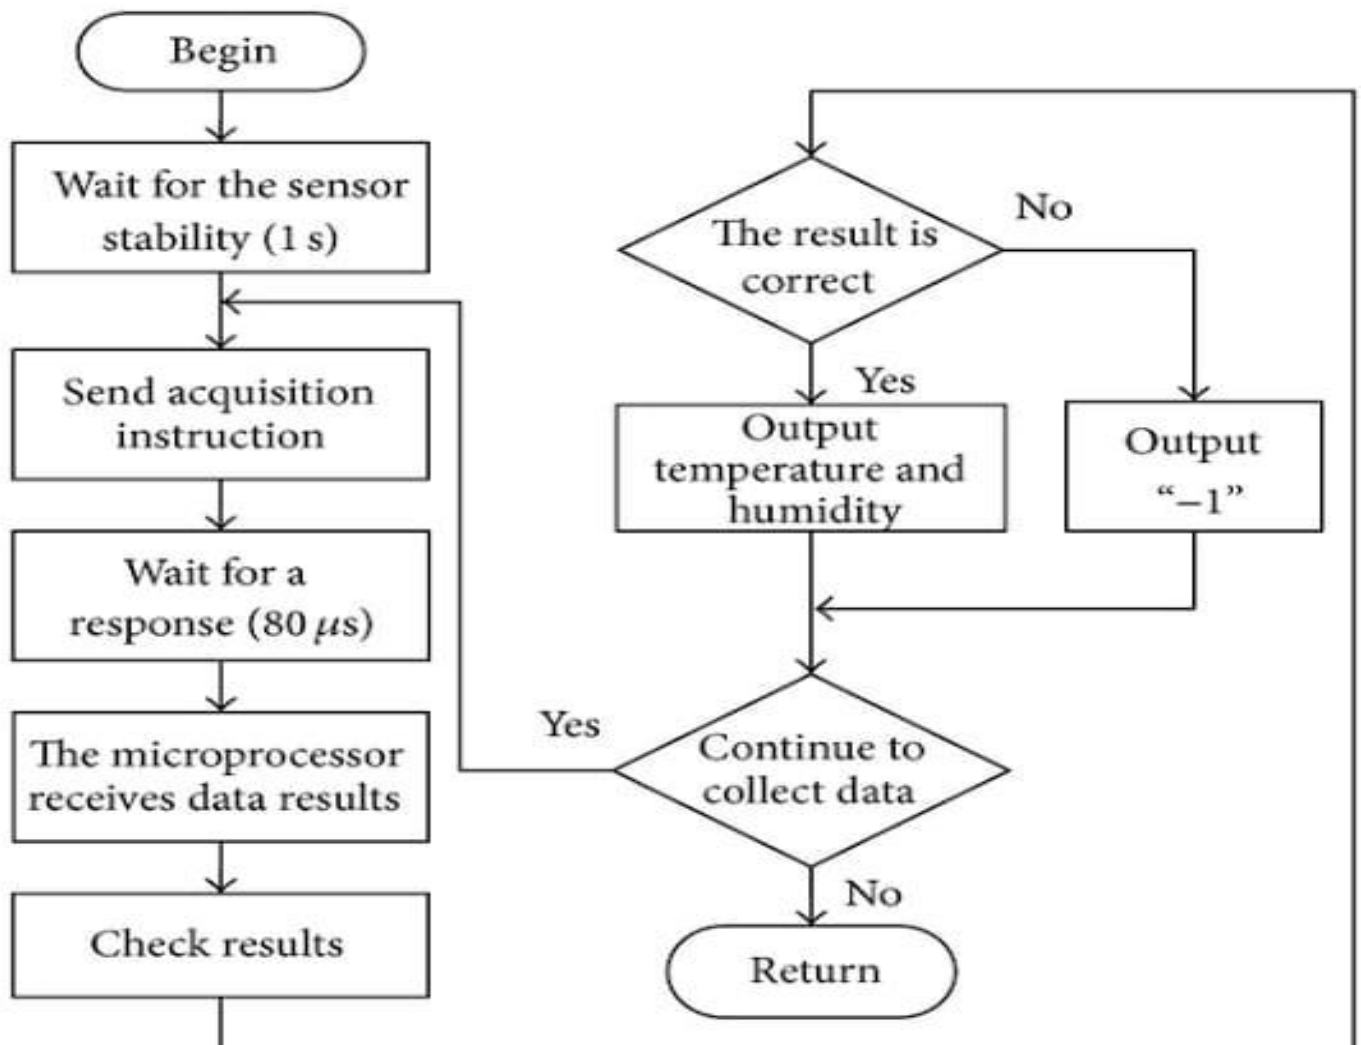 Begin
Wait for the sensor
stability (1 s)
Send acquisition
instruction
Wait for a
response (80 μs)
The microprocessor
receives data results
Check results
The result is
correct
No
Yes
Output
temperature and
humidity
Output
“−1”
Continue to
collect data
Yes
No
Return